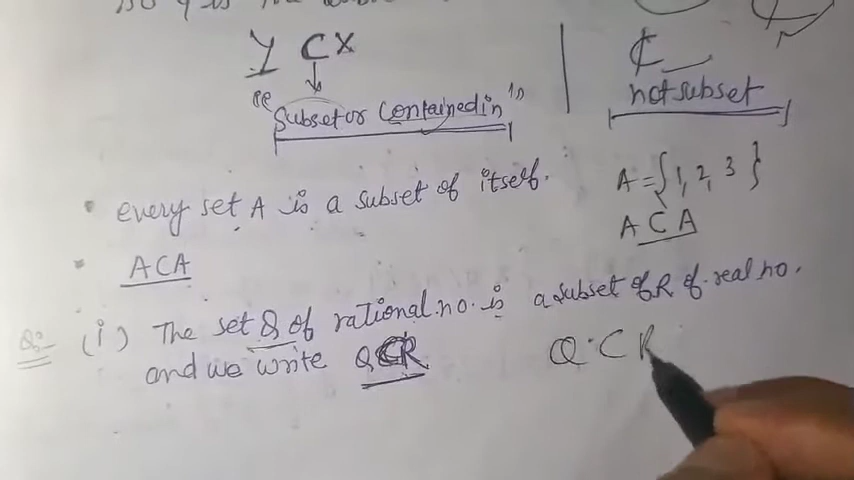 Y ⊂ X
⊄
"Subset or Contained in"
not subset
• every set A is a subset of itself.
A = {1, 2, 3}
A ⊂ A
• A ⊂ A
Q:- (i) The set Q of rational no. is a subset of R of real no.
and we write Q⊂R
Q ⊂ R